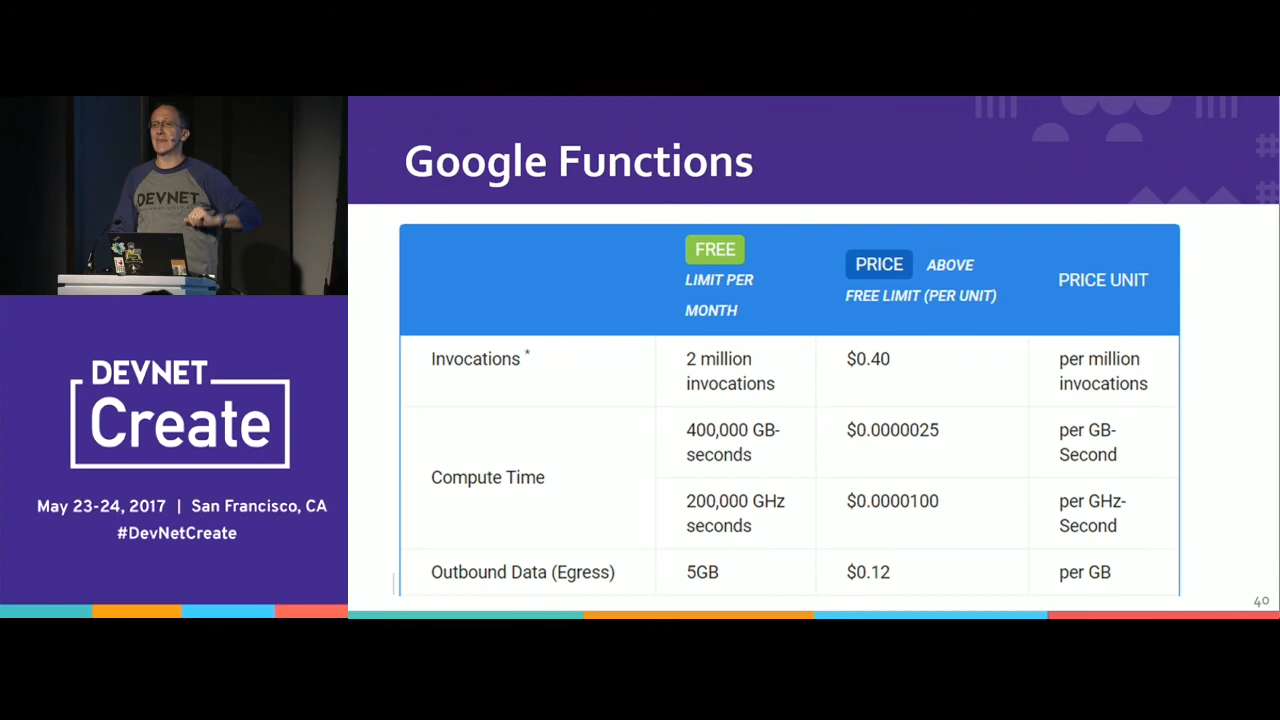 DEVNET
DEVNET
Create
May 23-24, 2017 | San Francisco, CA
#DevNetCreate
Google Functions
FREE
LIMIT PER
MONTH
PRICE ABOVE
FREE LIMIT (PER UNIT)
PRICE UNIT
Invocations *
2 million
invocations
$0.40
per million
invocations
Compute Time
400,000 GB-
seconds
$0.0000025
per GB-
Second
200,000 GHz
seconds
$0.0000100
per GHz-
Second
Outbound Data (Egress)
5GB
$0.12
per GB
40